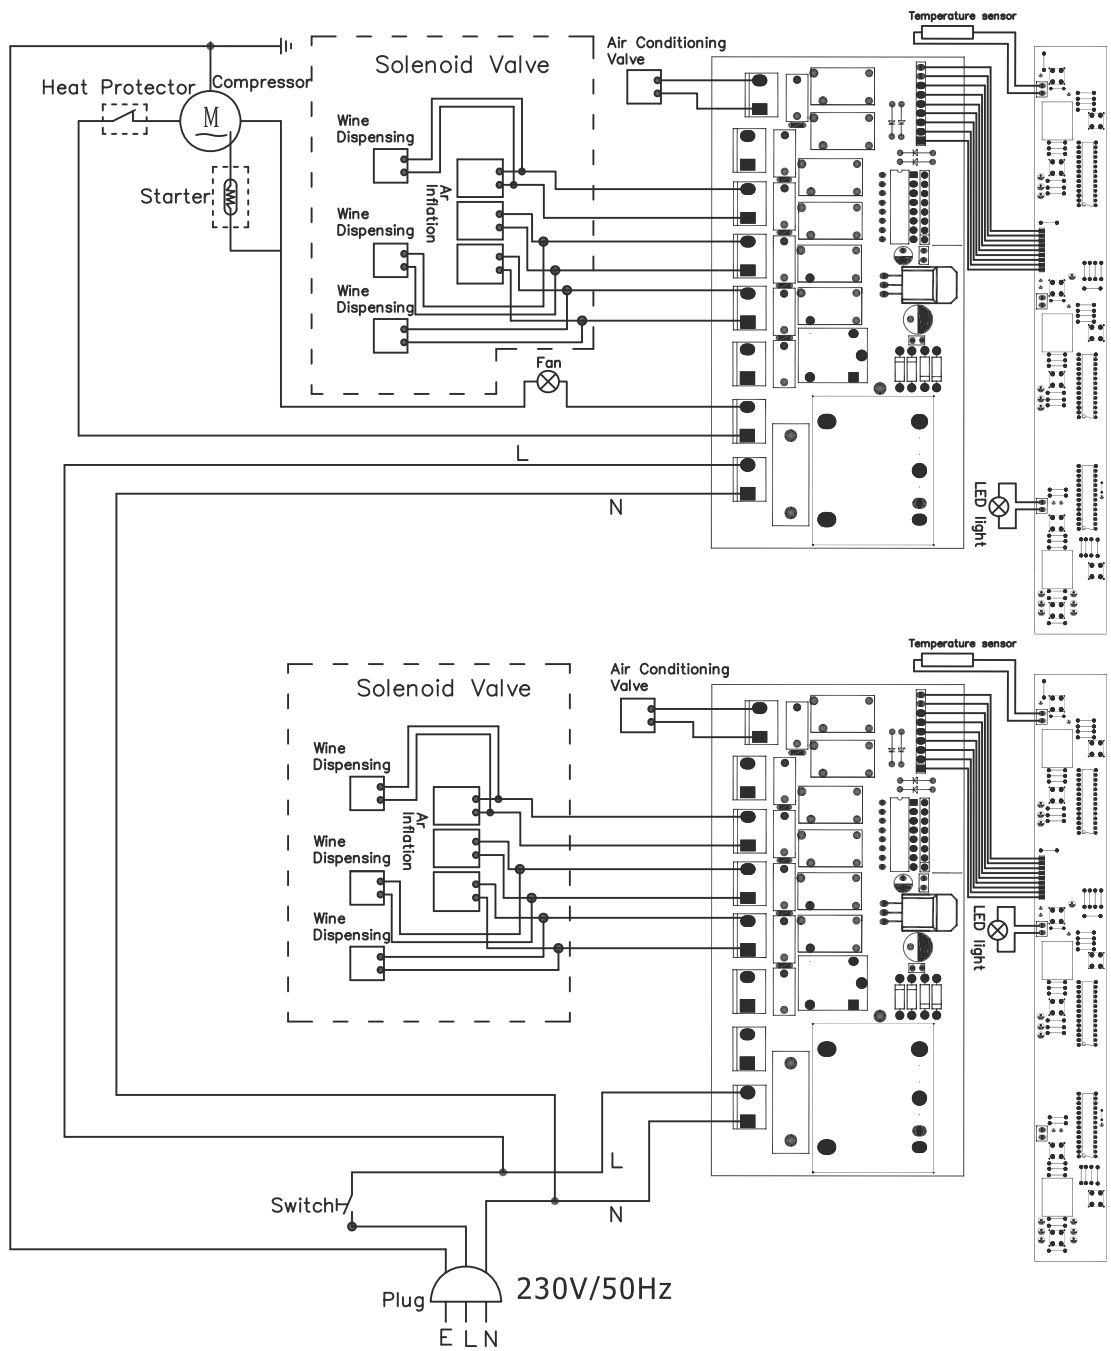 Temperature sensor
Air Conditioning
Valve
Solenoid Valve
Heat Protector
Compressor
M
Starter
Wine
Dispensing
Ar
Inflation
Wine
Dispensing
Wine
Dispensing
Fan
L
N
LED light
Temperature sensor
Air Conditioning
Valve
Solenoid Valve
Wine
Dispensing
Ar
Inflation
Wine
Dispensing
Wine
Dispensing
LED light
L
N
Switch
Plug
230V/50Hz
E L N